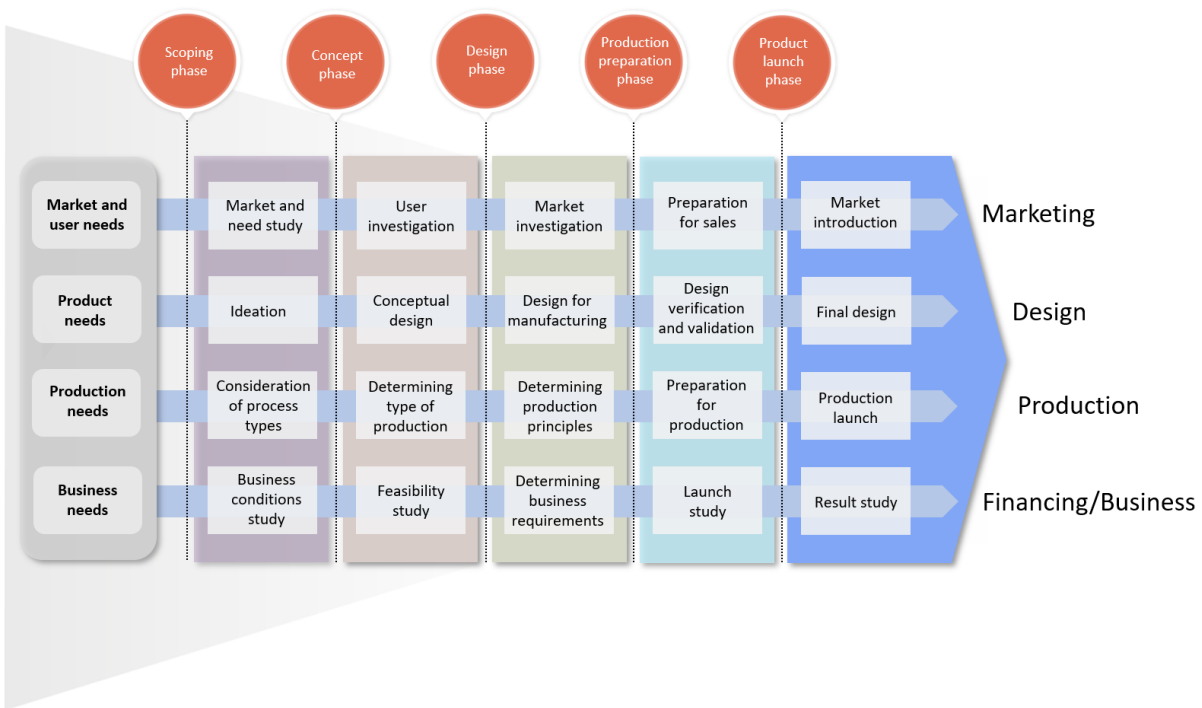 Scoping
phase
Concept
phase
Design
phase
Production
preparation
phase
Product
launch
phase
Market and
user needs
Market and
need study
User
investigation
Market
investigation
Preparation
for sales
Market
introduction
Marketing
Product
needs
Ideation
Conceptual
design
Design for
manufacturing
Design
verification
and validation
Final design
Design
Production
needs
Consideration
of process
types
Determining
type of
production
Determining
production
principles
Preparation
for
production
Production
launch
Production
Business
needs
Business
conditions
study
Feasibility
study
Determining
business
requirements
Launch
study
Result study
Financing/Business